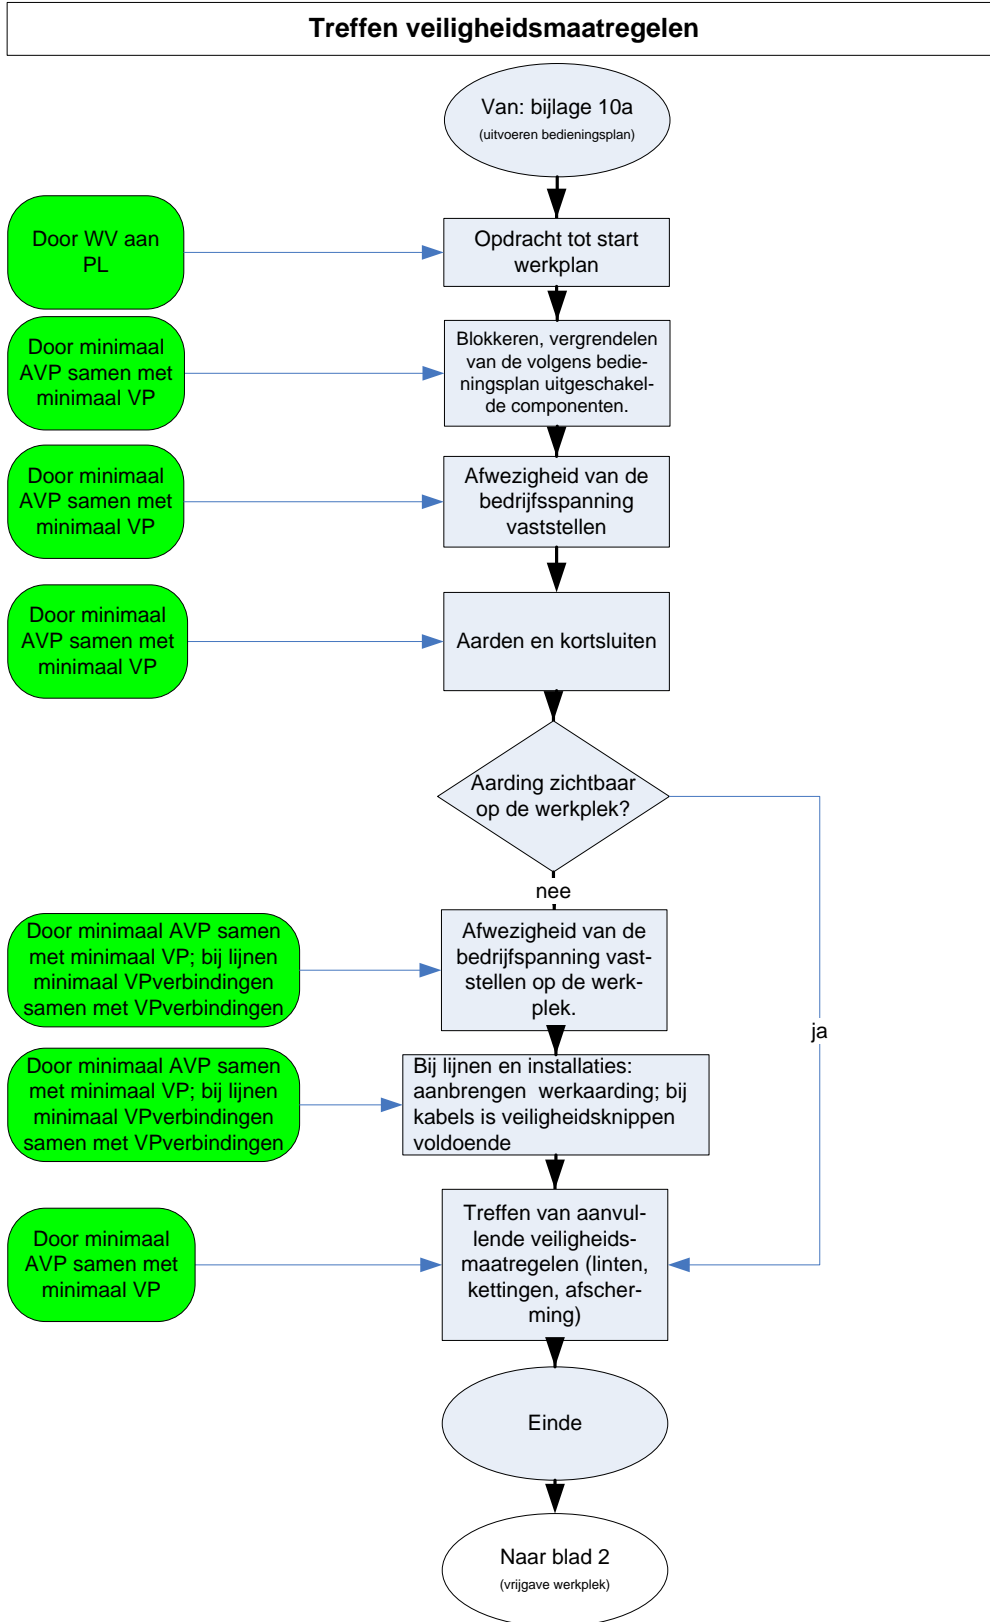 Treffen veiligheidsmaatregelen
Van: bijlage 10a
(uitvoeren bedieningsplan)
Door WV aan
PL
Opdracht tot start
werkplan
Door minimaal
AVP samen met
minimaal VP
Blokkeren, vergrendelen
van de volgens bedie-
ningsplan uitgeschakel-
de componenten.
Door minimaal
AVP samen met
minimaal VP
Afwezigheid van de
bedrijfsspanning
vaststellen
Door minimaal
AVP samen met
minimaal VP
Aarden en kortsluiten
Aarding zichtbaar
op de werkplek?
nee
ja
Door minimaal AVP samen
met minimaal VP; bij lijnen
minimaal VPverbindingen
samen met VPverbindingen
Afwezigheid van de
bedrijfspanning vast-
stellen op de werk-
plek.
Door minimaal AVP samen
met minimaal VP; bij lijnen
minimaal VPverbindingen
samen met VPverbindingen
Bij lijnen en installaties:
aanbrengen  werkaarding; bij
kabels is veiligheidsknippen
voldoende
Door minimaal
AVP samen met
minimaal VP
Treffen van aanvul-
lende veiligheids-
maatregelen (linten,
kettingen, afscher-
ming)
Einde
Naar blad 2
(vrijgave werkplek)